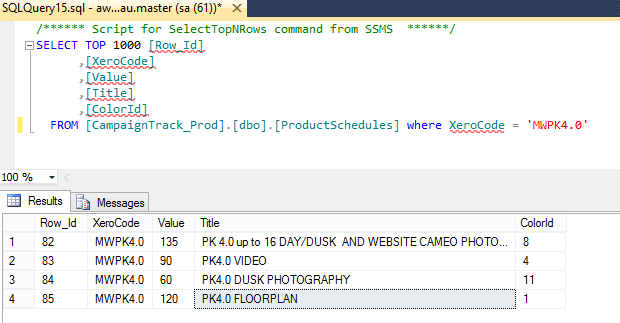 SQLQuery15.sql - aw...au.master (sa (61))*
/****** Script for SelectTopNRows command from SSMS ******/
SELECT TOP 1000 [Row_Id]
,[XeroCode]
,[Value]
,[Title]
,[ColorId]
FROM [CampaignTrack_Prod].[dbo].[ProductSchedules] where XeroCode = 'MWPK4.0'
100 %
Results Messages
Row_Id XeroCode Value Title ColorId
1 82 MWPK4.0 135 PK 4.0 up to 16 DAY/DUSK AND WEBSITE CAMEO PHOTO... 8
2 83 MWPK4.0 90 PK4.0 VIDEO 4
3 84 MWPK4.0 60 PK4.0 DUSK PHOTOGRAPHY 11
4 85 MWPK4.0 120 PK4.0 FLOORPLAN 1